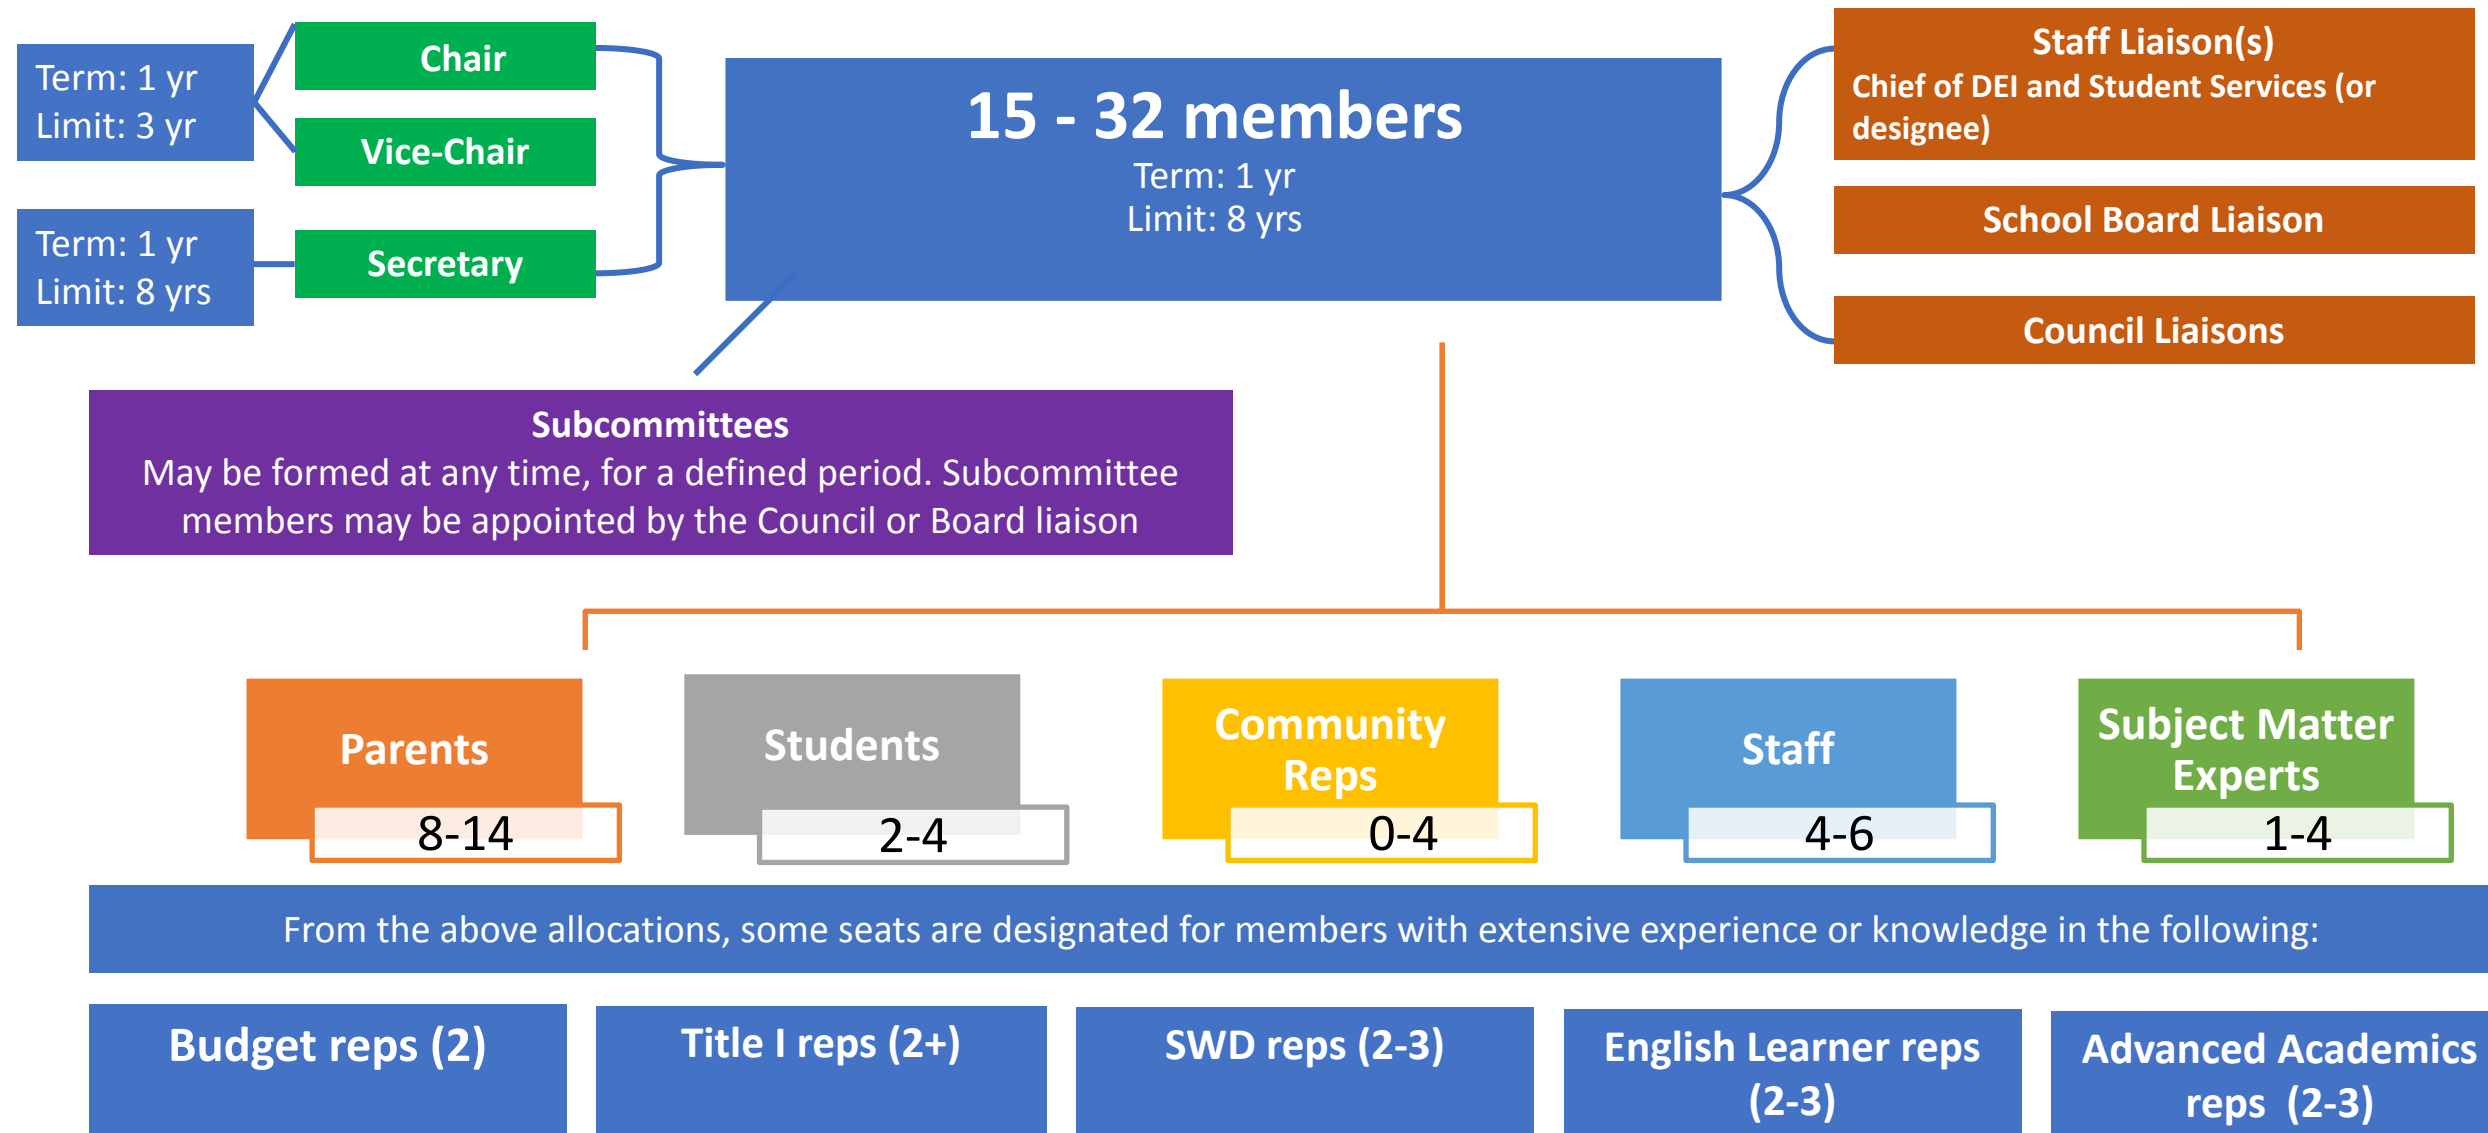 Term: 1 yr
Limit: 3 yr
Chair
Vice-Chair
Term: 1 yr
Limit: 8 yrs
Secretary
15 - 32 members
Term: 1 yr
Limit: 8 yrs
Staff Liaison(s)
Chief of DEI and Student Services (or
designee)
School Board Liaison
Council Liaisons
Subcommittees
May be formed at any time, for a defined period. Subcommittee
members may be appointed by the Council or Board liaison
Parents
8-14
Students
2-4
Community
Reps
0-4
Staff
4-6
Subject Matter
Experts
1-4
From the above allocations, some seats are designated for members with extensive experience or knowledge in the following:
Budget reps (2)
Title I reps (2+)
SWD reps (2-3)
English Learner reps
(2-3)
Advanced Academics
reps (2-3)